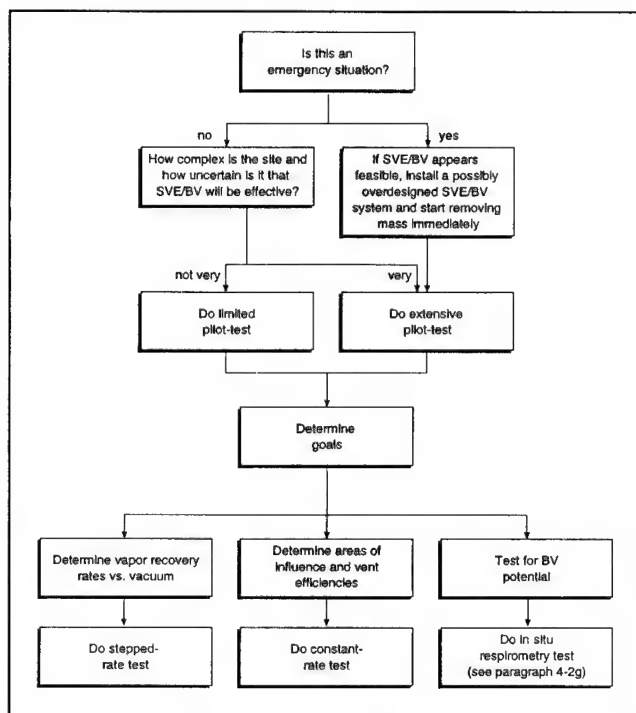 Is this an
emergency situation?
no
yes
How complex is the site and
how uncertain is it that
SVE/BV will be effective?
If SVE/BV appears
feasible, install a possibly
overdesigned SVE/BV
system and start removing
mass immediately
not very
very
Do limited
pilot-test
Do extensive
pilot-test
Determine
goals
Determine vapor recovery
rates vs. vacuum
Determine areas of
influence and vent
efficiencies
Test for BV
potential
Do stepped-
rate test
Do constant-
rate test
Do in situ
respirometry test
(see paragraph 4-2g)